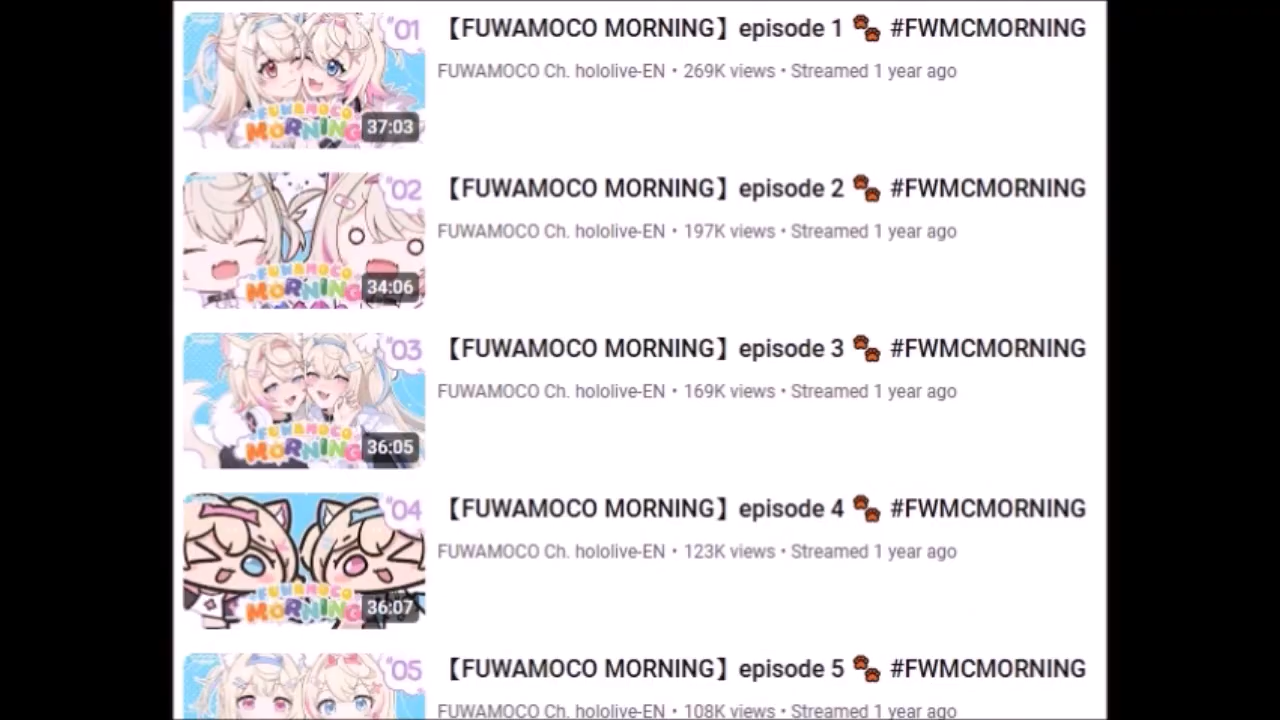 "01
FUWAMOCO
MORNING
37:03
【FUWAMOCO MORNING】episode 1 🐾 #FWMCMORNING
FUWAMOCO Ch. hololive-EN • 269K views • Streamed 1 year ago
"02
FUWAMOCO
MORNING
34:06
【FUWAMOCO MORNING】episode 2 🐾 #FWMCMORNING
FUWAMOCO Ch. hololive-EN • 197K views • Streamed 1 year ago
"03
FUWAMOCO
MORNING
36:05
【FUWAMOCO MORNING】episode 3 🐾 #FWMCMORNING
FUWAMOCO Ch. hololive-EN • 169K views • Streamed 1 year ago
"04
FUWAMOCO
MORNING
36:07
【FUWAMOCO MORNING】episode 4 🐾 #FWMCMORNING
FUWAMOCO Ch. hololive-EN • 123K views • Streamed 1 year ago
"05
【FUWAMOCO MORNING】episode 5 🐾 #FWMCMORNING
FUWAMOCO Ch. hololive-EN • 108K views • Streamed 1 year ago